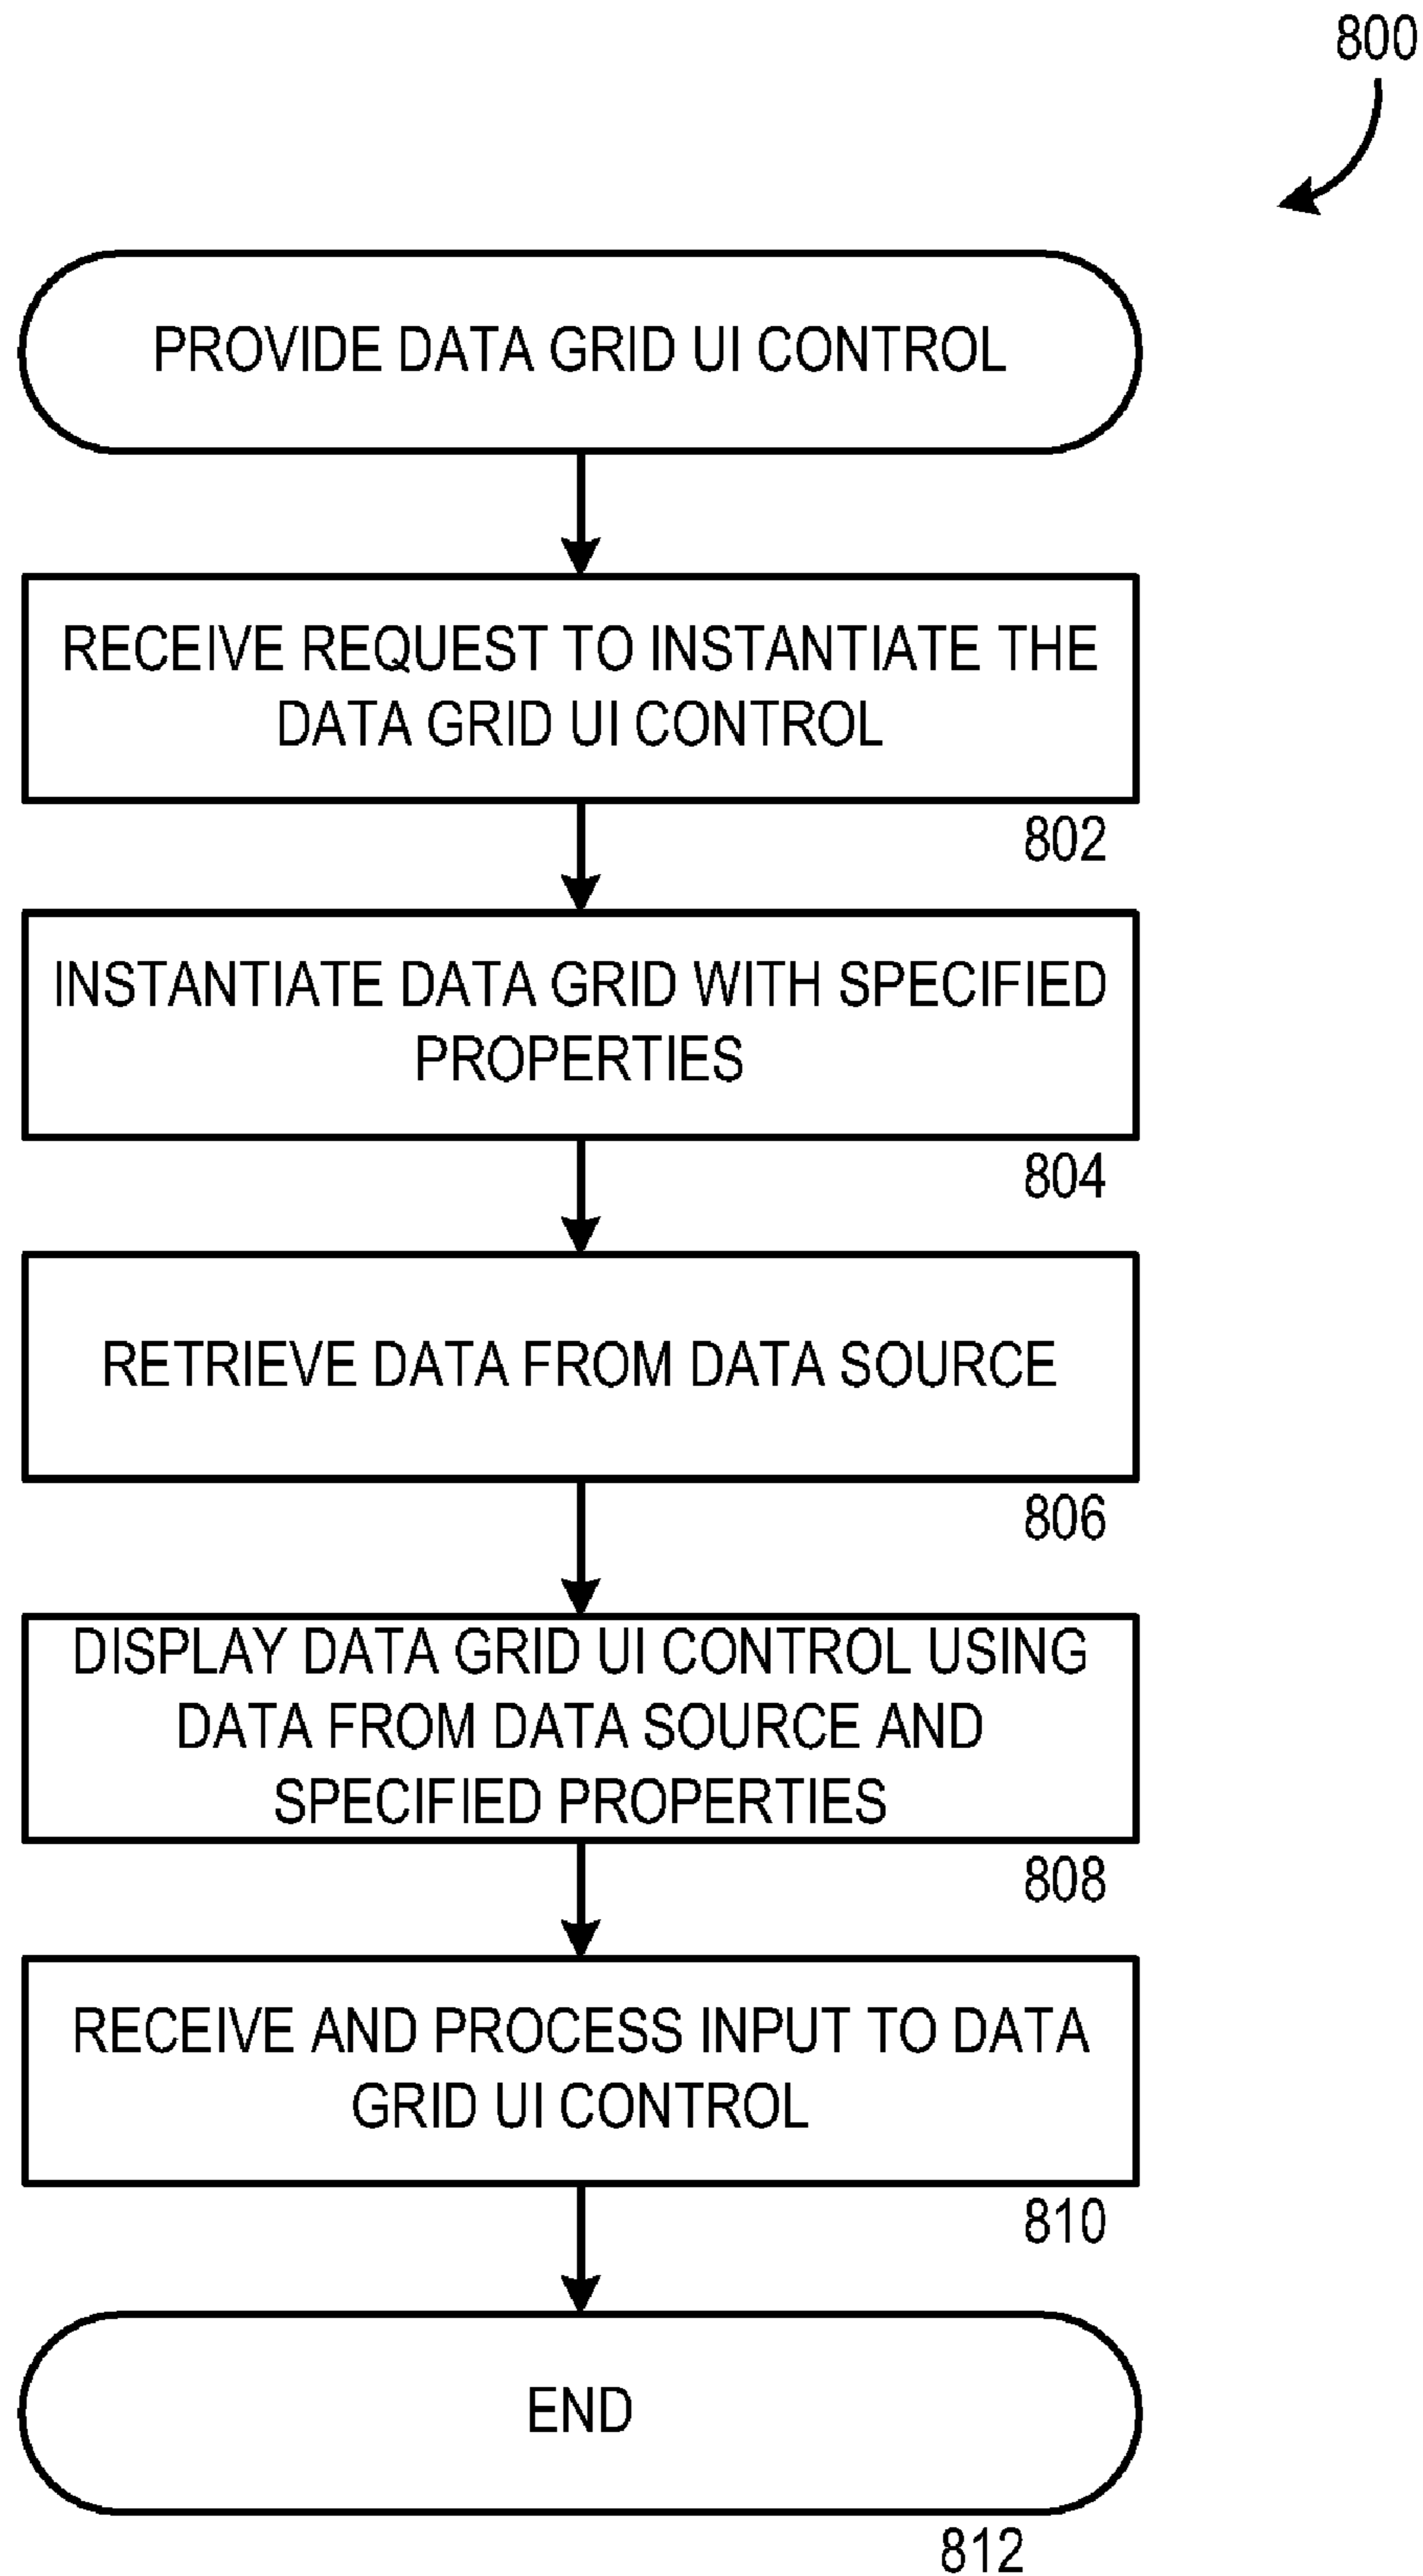 800
PROVIDE DATA GRID UI CONTROL
RECEIVE REQUEST TO INSTANTIATE THE
DATA GRID UI CONTROL
802
INSTANTIATE DATA GRID WITH SPECIFIED
PROPERTIES
804
RETRIEVE DATA FROM DATA SOURCE
806
DISPLAY DATA GRID UI CONTROL USING
DATA FROM DATA SOURCE AND
SPECIFIED PROPERTIES
808
RECEIVE AND PROCESS INPUT TO DATA
GRID UI CONTROL
810
END
812